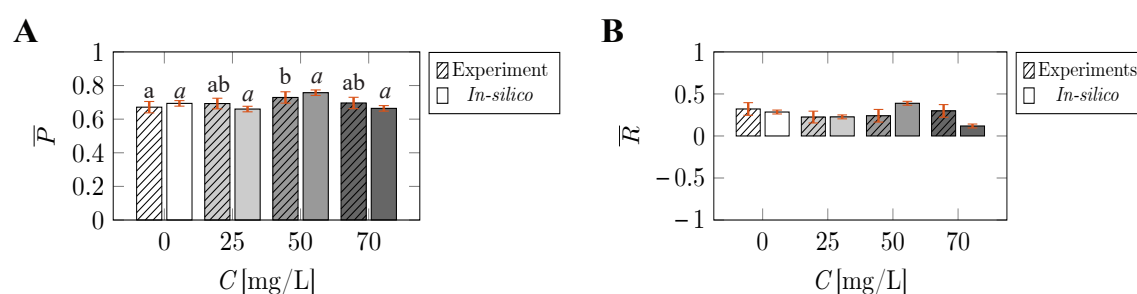 A
1
0.8
0.6
0.4
0.2
0
P
a a ab a b a ab a
0 25 50 70
C [mg/L]
Experiment
In-silico
B
1
0.5
0
−0.5
−1
R
0 25 50 70
C [mg/L]
Experiments
In-silico